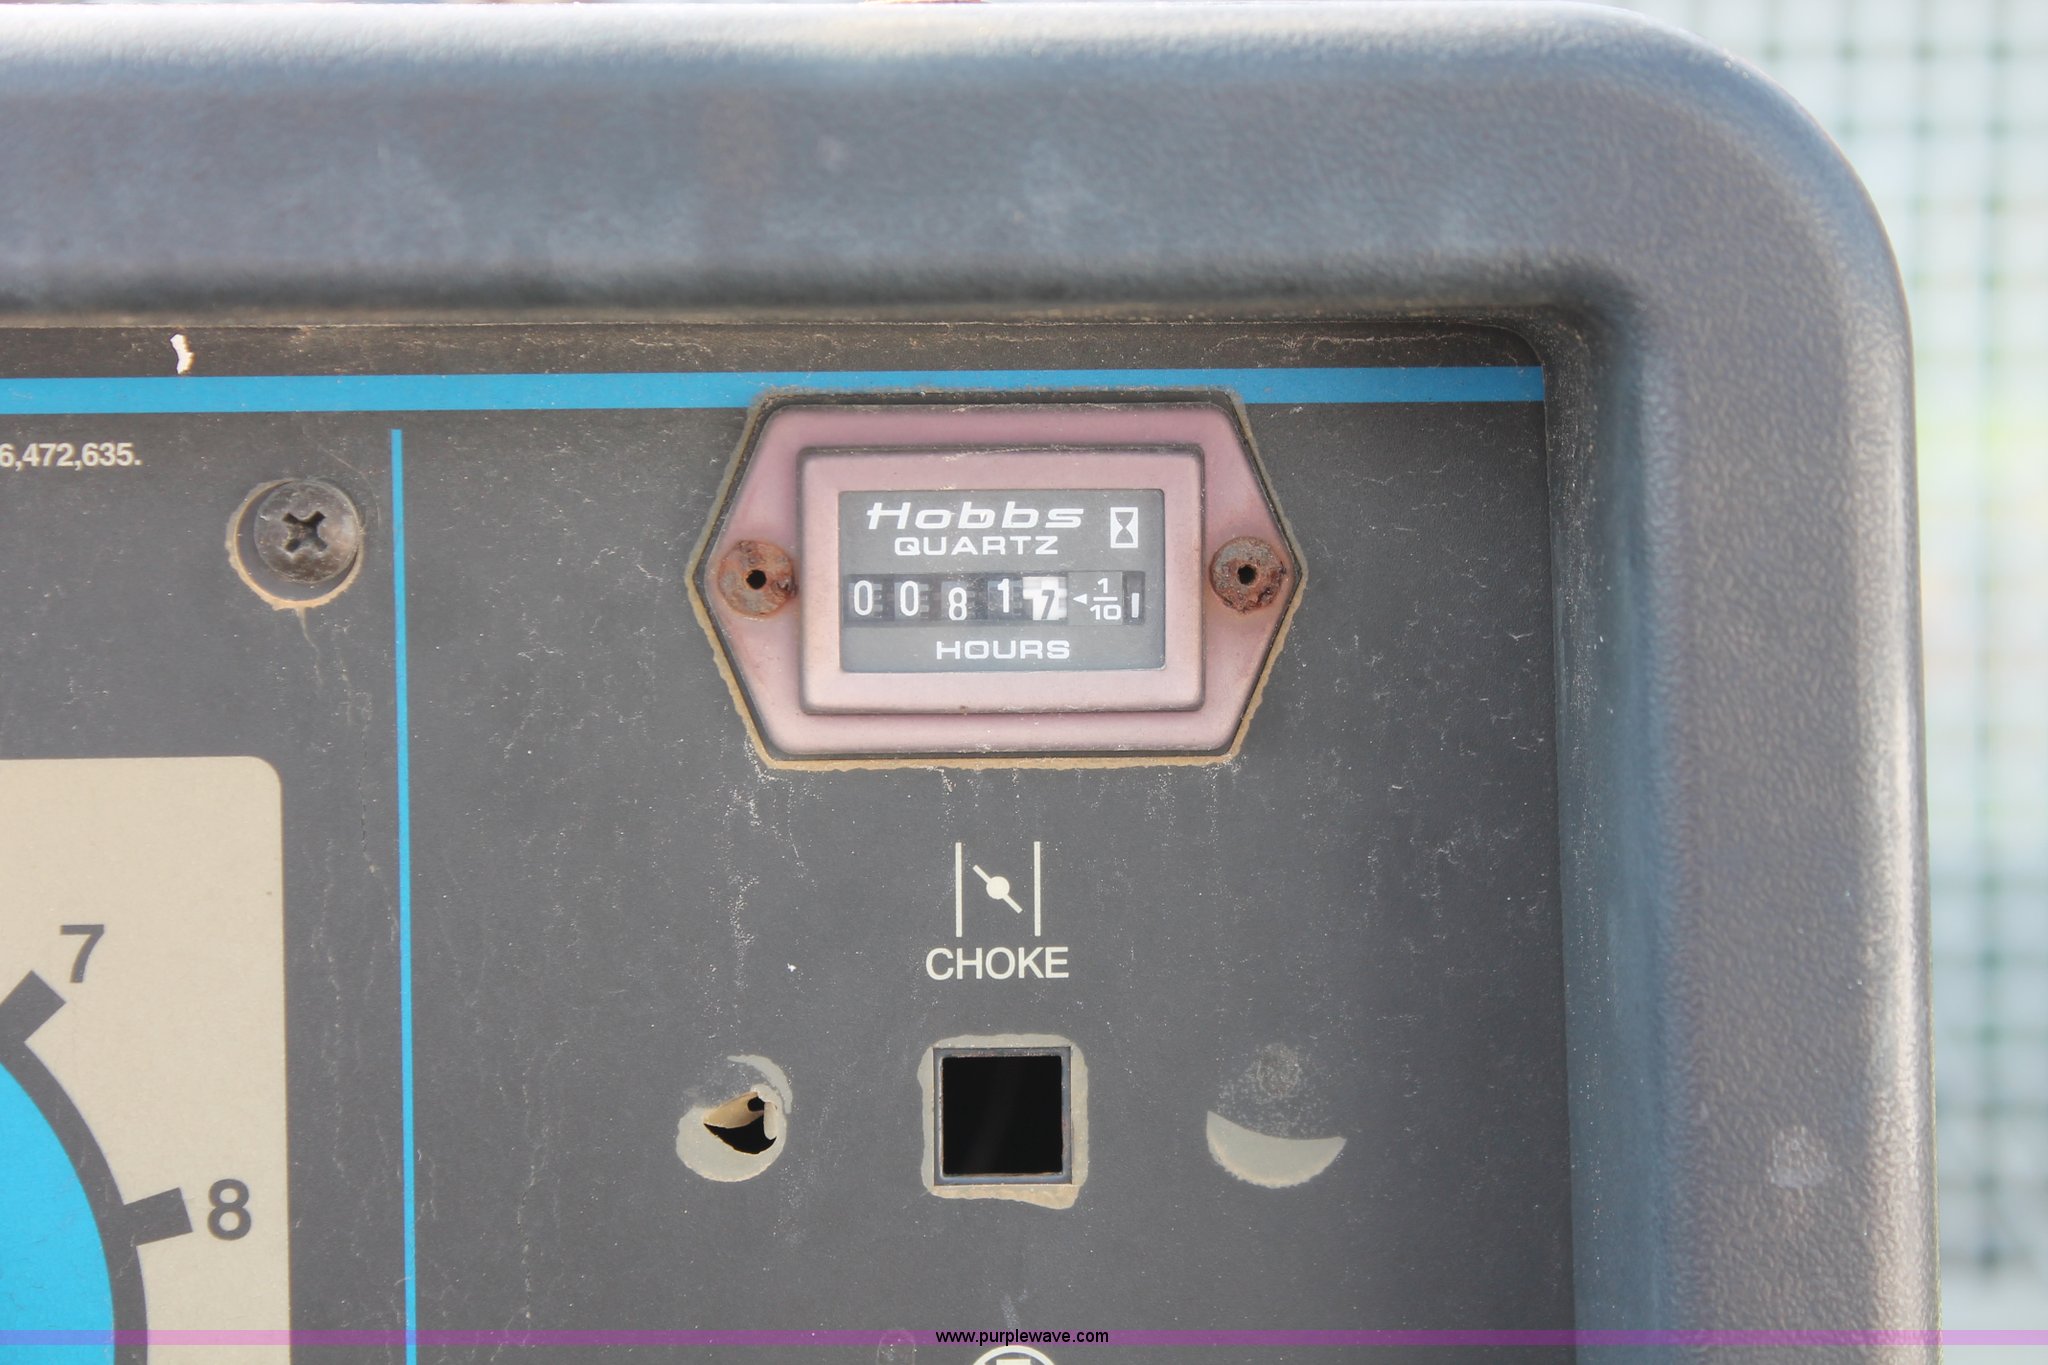 6,472,635.
Hobbs
QUARTZ
0 0 8 1 7 ◄ 1/10
HOURS
CHOKE
7
8
www.purplewave.com